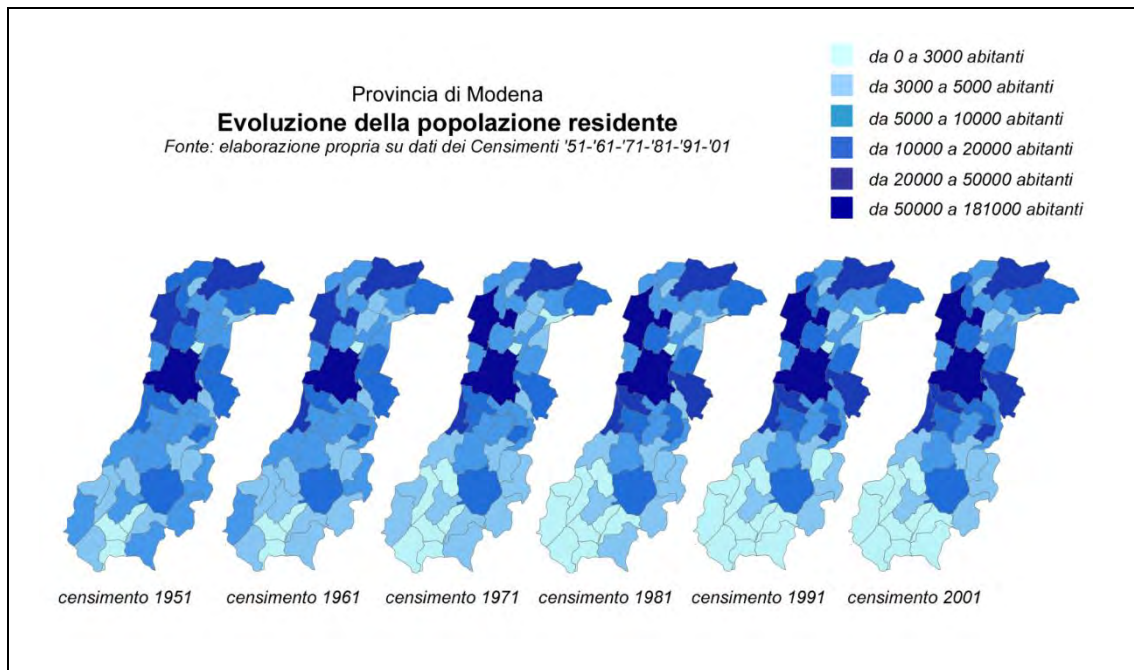 Provincia di Modena
Evoluzione della popolazione residente
Fonte: elaborazione propria su dati dei Censimenti '51-'61-'71-'81-'91-'01
da 0 a 3000 abitanti
da 3000 a 5000 abitanti
da 5000 a 10000 abitanti
da 10000 a 20000 abitanti
da 20000 a 50000 abitanti
da 50000 a 181000 abitanti
censimento 1951
censimento 1961
censimento 1971
censimento 1981
censimento 1991
censimento 2001